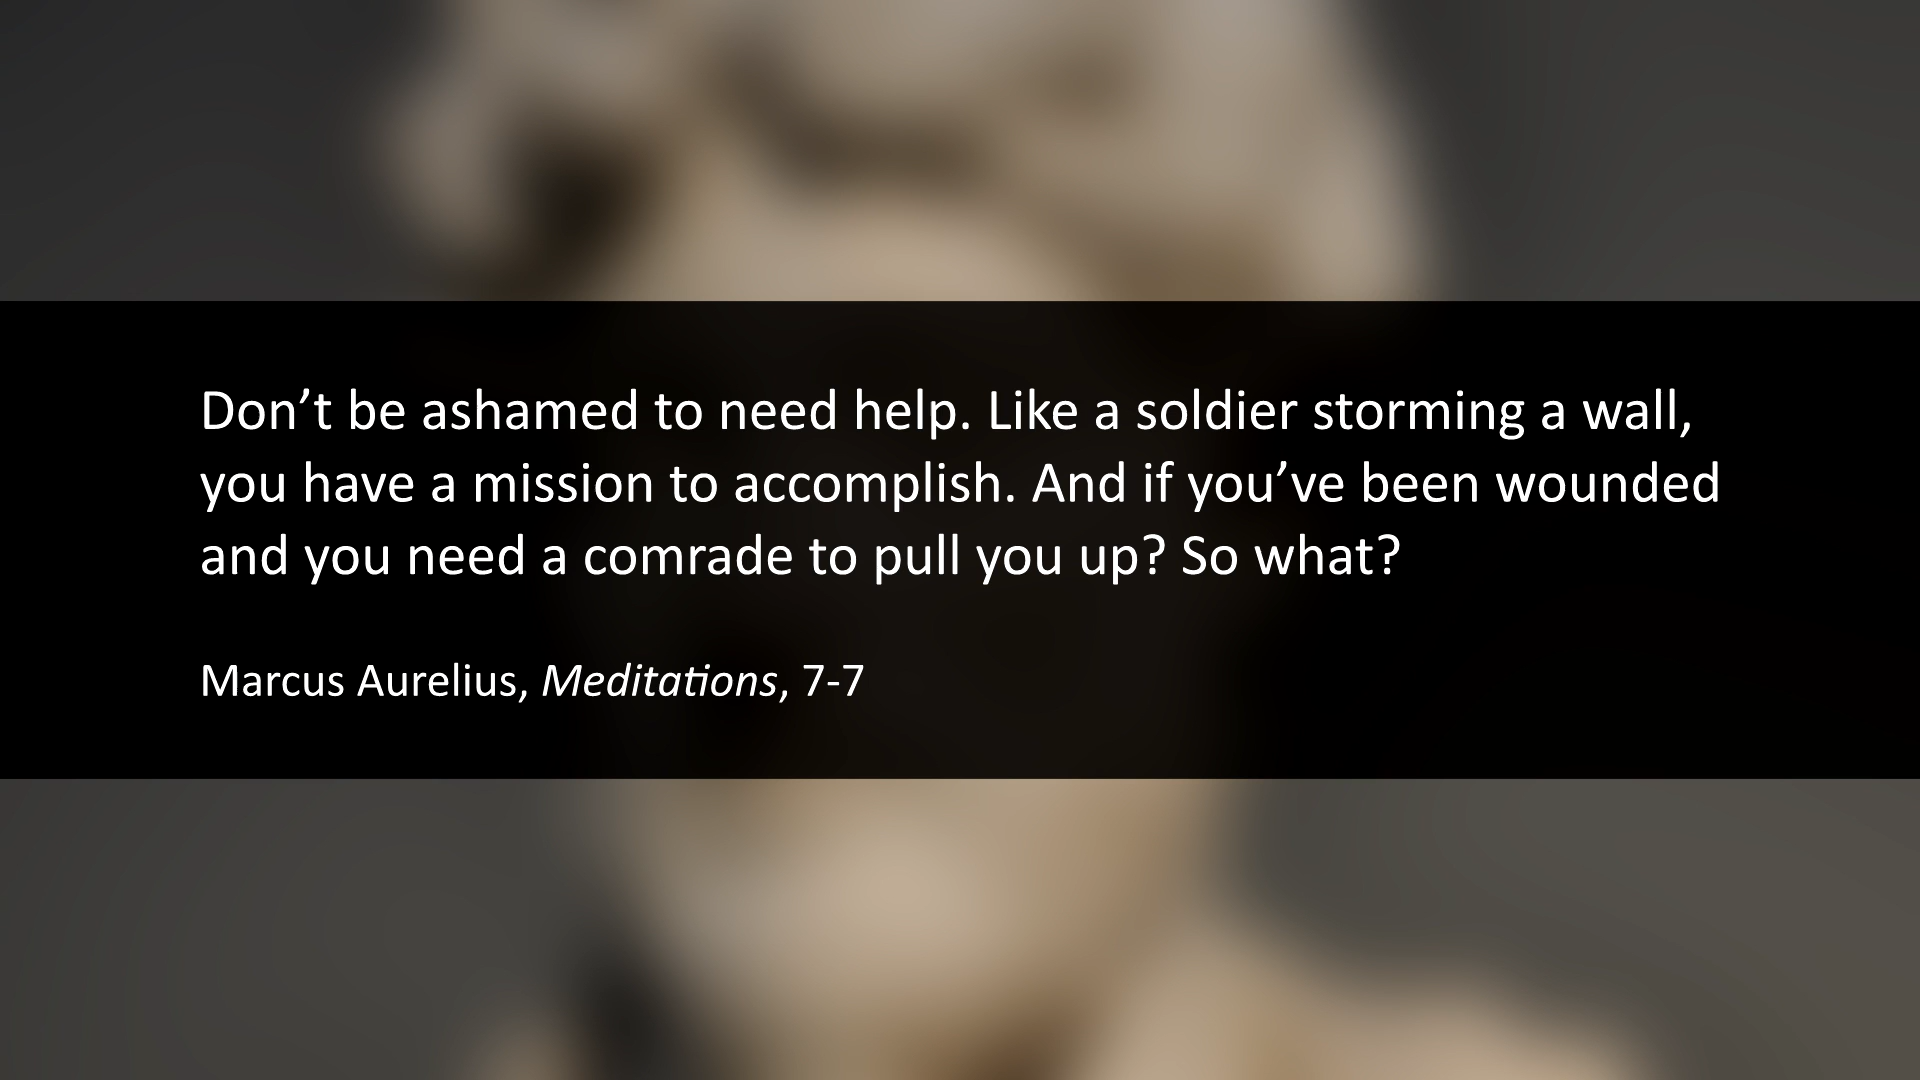 Don’t be ashamed to need help. Like a soldier storming a wall,
you have a mission to accomplish. And if you’ve been wounded
and you need a comrade to pull you up? So what?
Marcus Aurelius, Meditations, 7-7